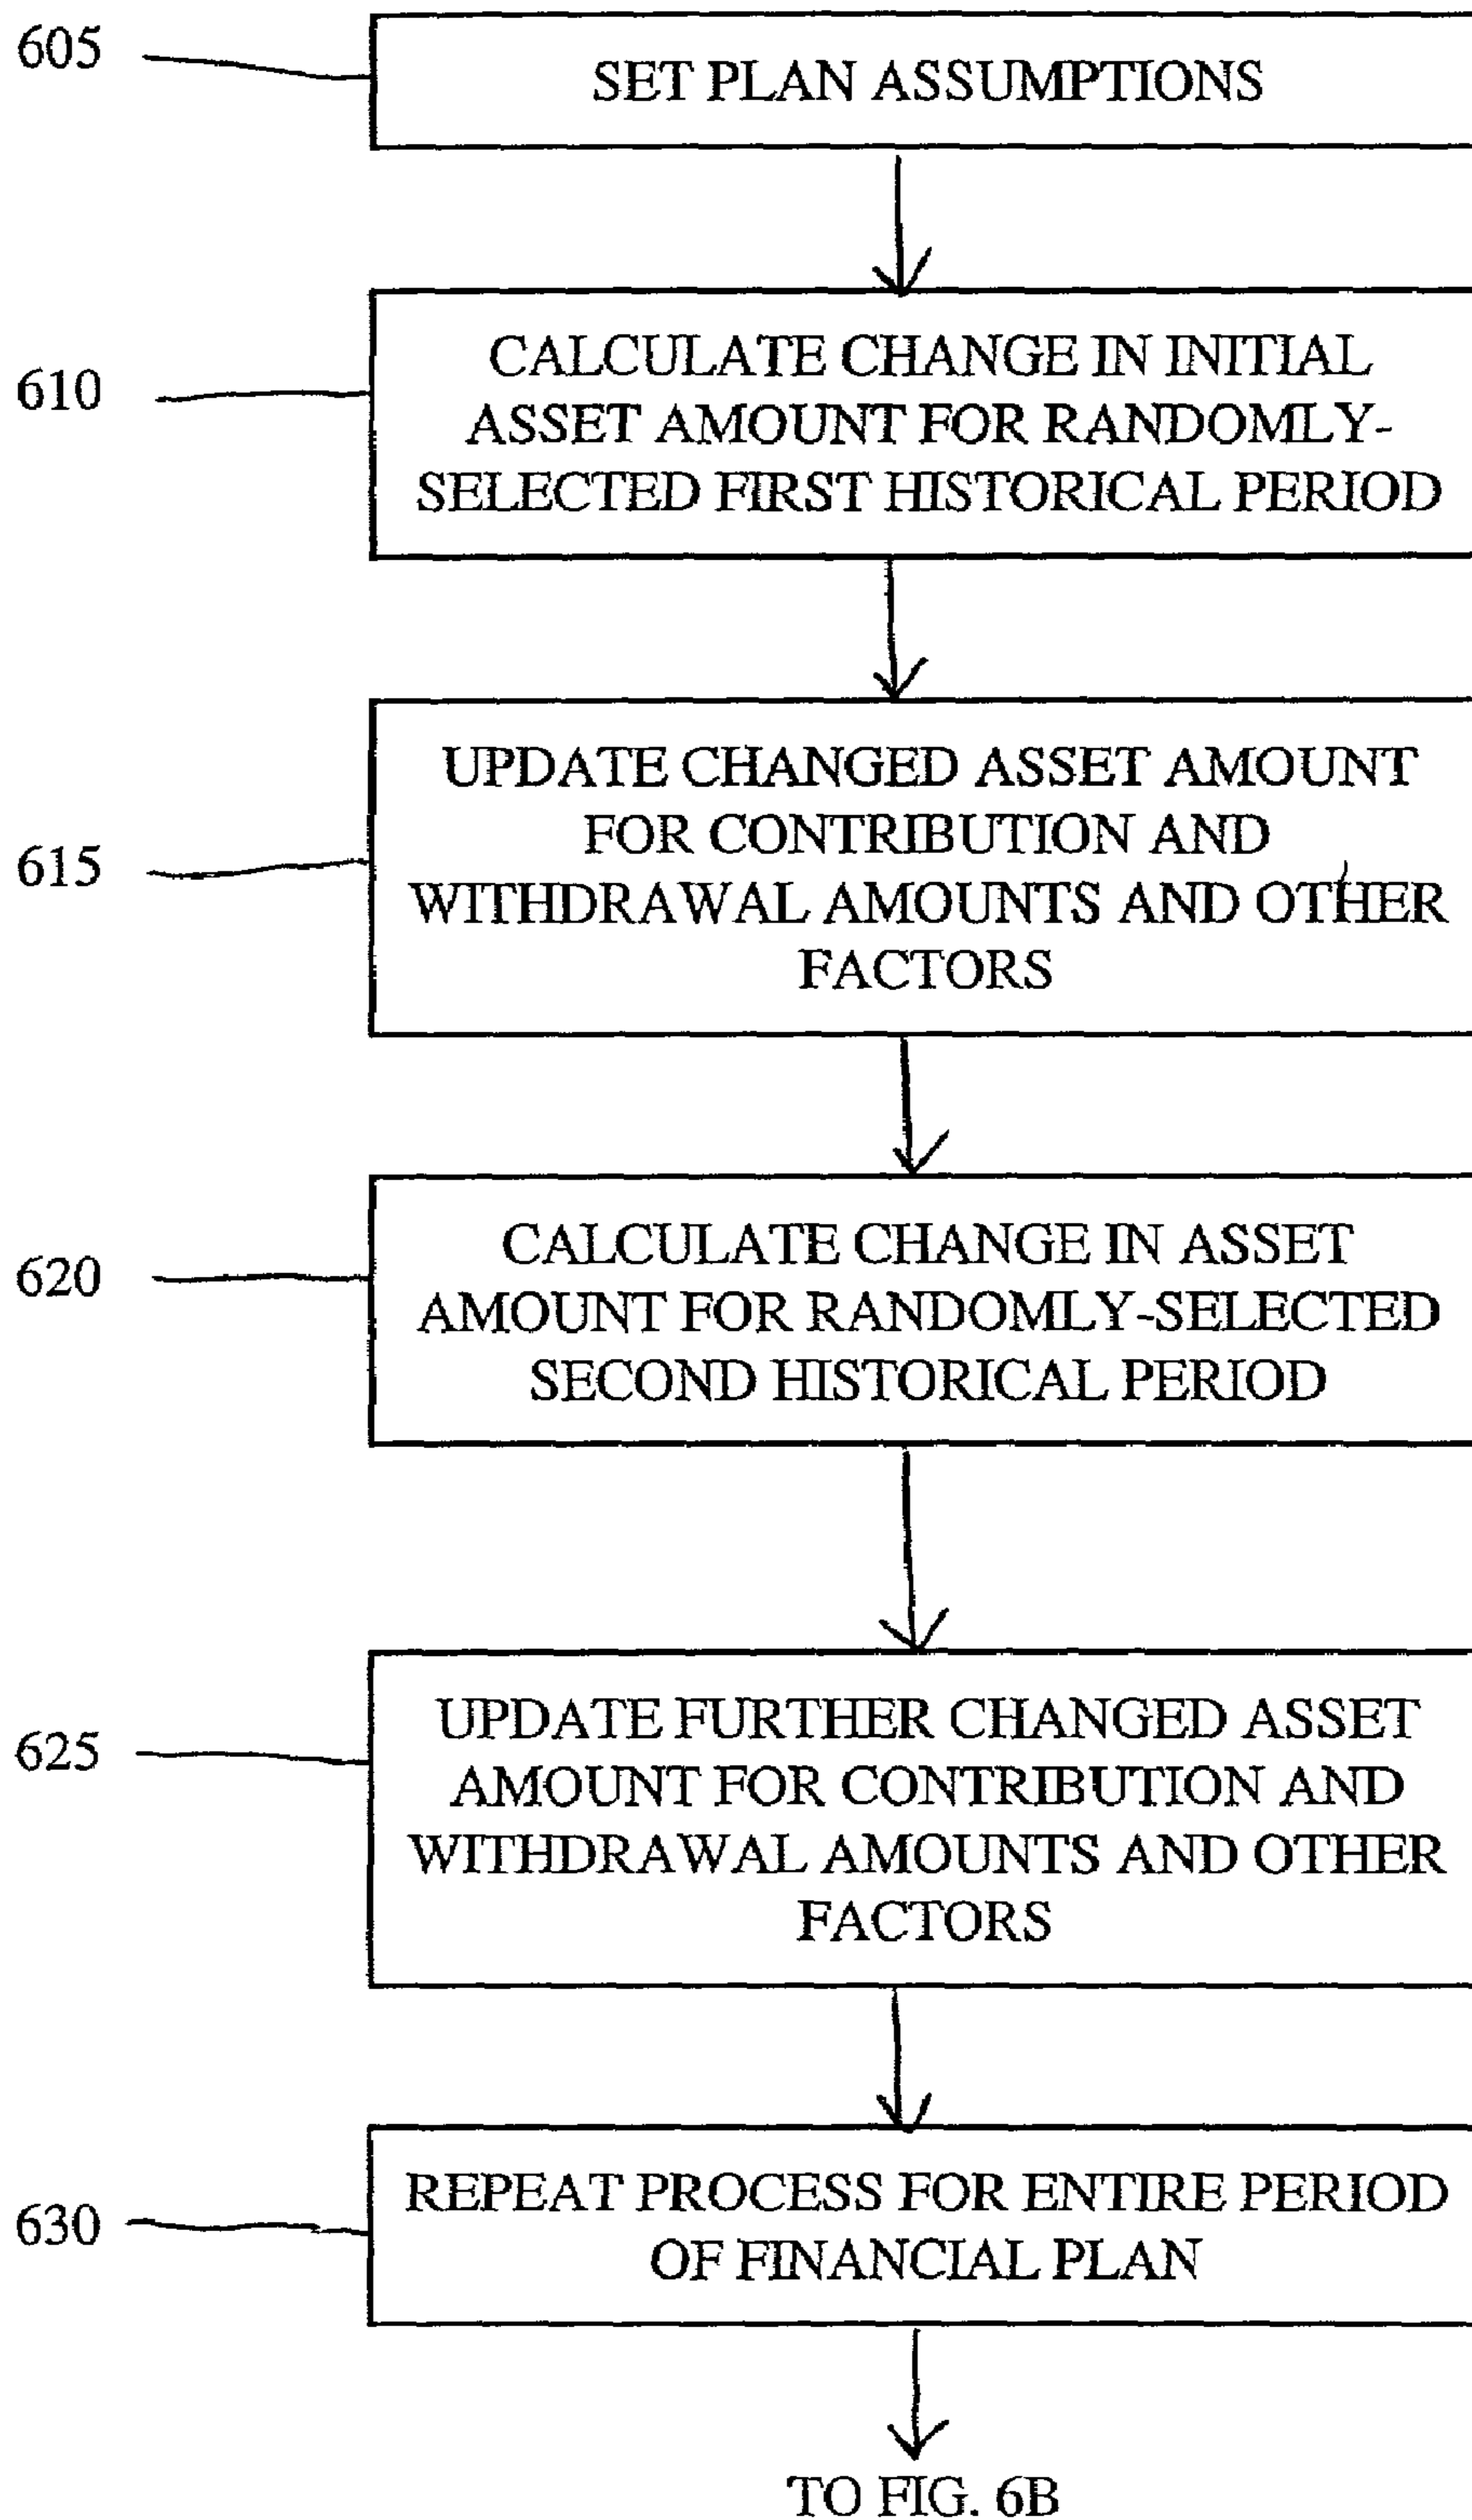 605
SET PLAN ASSUMPTIONS
610
CALCULATE CHANGE IN INITIAL
ASSET AMOUNT FOR RANDOMLY-
SELECTED FIRST HISTORICAL PERIOD
615
UPDATE CHANGED ASSET AMOUNT
FOR CONTRIBUTION AND
WITHDRAWAL AMOUNTS AND OTHER
FACTORS
620
CALCULATE CHANGE IN ASSET
AMOUNT FOR RANDOMLY-SELECTED
SECOND HISTORICAL PERIOD
625
UPDATE FURTHER CHANGED ASSET
AMOUNT FOR CONTRIBUTION AND
WITHDRAWAL AMOUNTS AND OTHER
FACTORS
630
REPEAT PROCESS FOR ENTIRE PERIOD
OF FINANCIAL PLAN
TO FIG. 6B